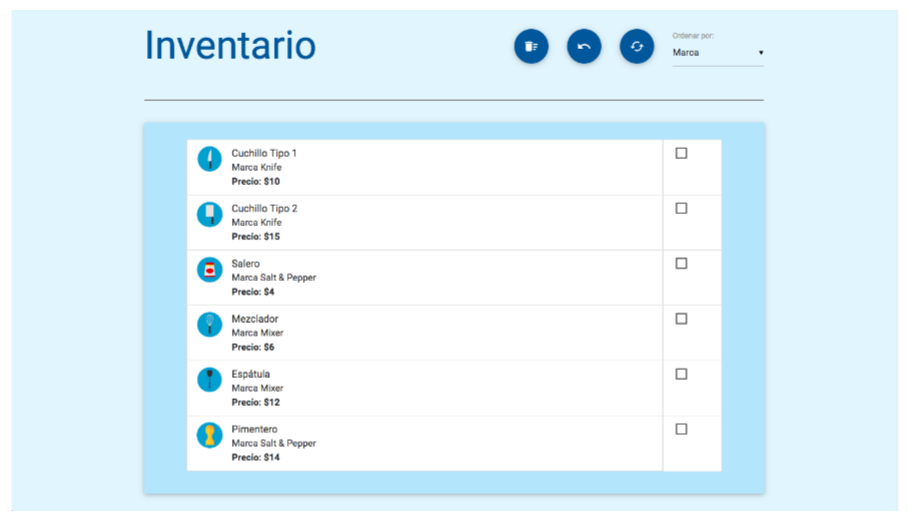 Inventario
Ordenar por:
Marca
Cuchillo Tipo 1
Marca Knife
Precio: $10
Cuchillo Tipo 2
Marca Knife
Precio: $15
Salero
Marca Salt & Pepper
Precio: $4
Mezclador
Marca Mixer
Precio: $6
Espátula
Marca Mixer
Precio: $12
Pimentero
Marca Salt & Pepper
Precio: $14